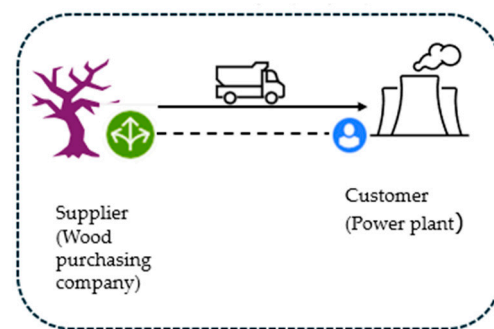 Supplier
(Wood
purchasing
company)
Customer
(Power plant)